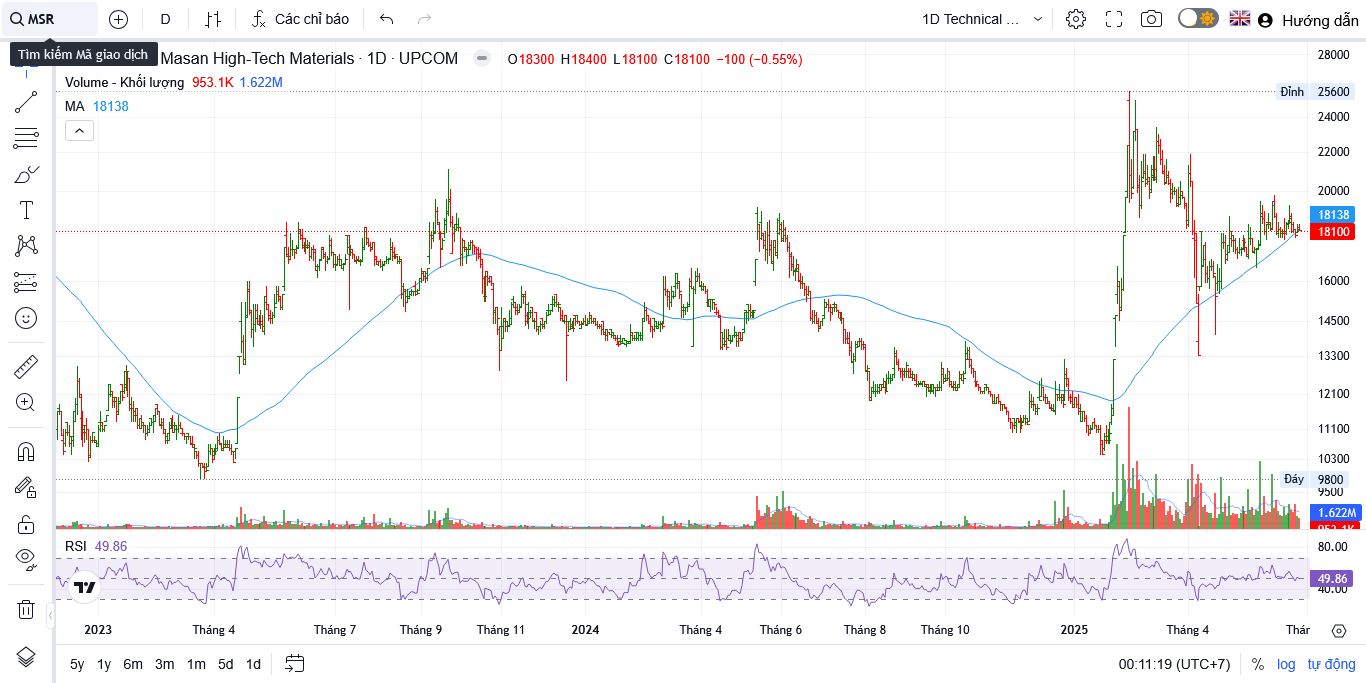 MSR D Các chỉ báo 1D Technical ... Hướng dẫn
Tìm kiếm Mã giao dịch
Masan High-Tech Materials · 1D · UPCOM O18300 H18400 L18100 C18100 −100 (−0.55%)
Volume - Khối lượng 953.1K 1.622M
MA 18138
28000
Đỉnh 25600
24000
22000
20000
18138
18100
16000
14500
13300
12100
11100
10300
Đáy 9800
9500
1.622M
953.1K
RSI 49.86
80.00
49.86
40.00
2023 Tháng 4 Tháng 7 Tháng 9 Tháng 11 2024 Tháng 4 Tháng 6 Tháng 8 Tháng 10 2025 Tháng 4 Thár
5y 1y 6m 3m 1m 5d 1d 00:11:19 (UTC+7) % log tự động